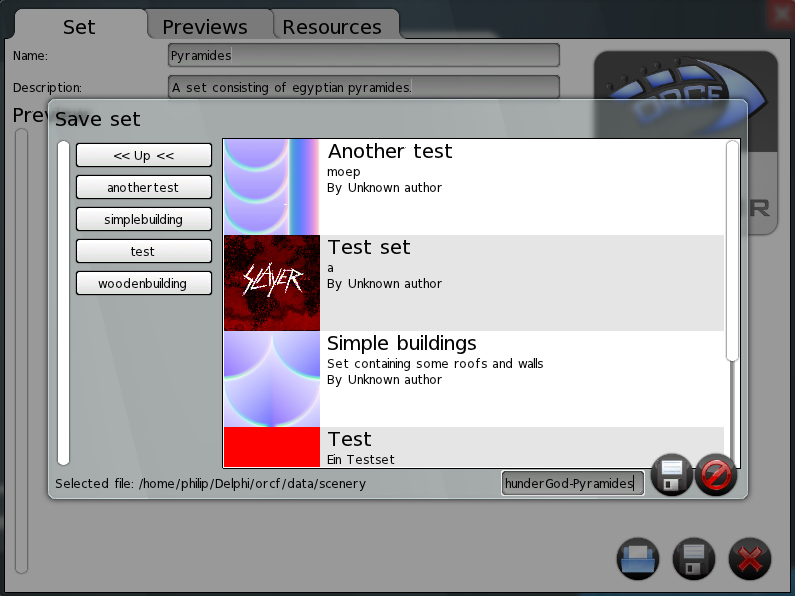 Set
Previews
Resources
Name:
Pyramides
Description:
A set consisting of egyptian pyramides.
ORCF
R
Save set
<< Up <<
anothertest
simplebuilding
test
woodenbuilding
Another test
moep
By Unknown author
SLAYER
Test set
a
By Unknown author
Simple buildings
Set containing some roofs and walls
By Unknown author
Test
Ein Testset
Selected file: /home/philip/Delphi/orcf/data/scenery
hunderGod-Pyramides